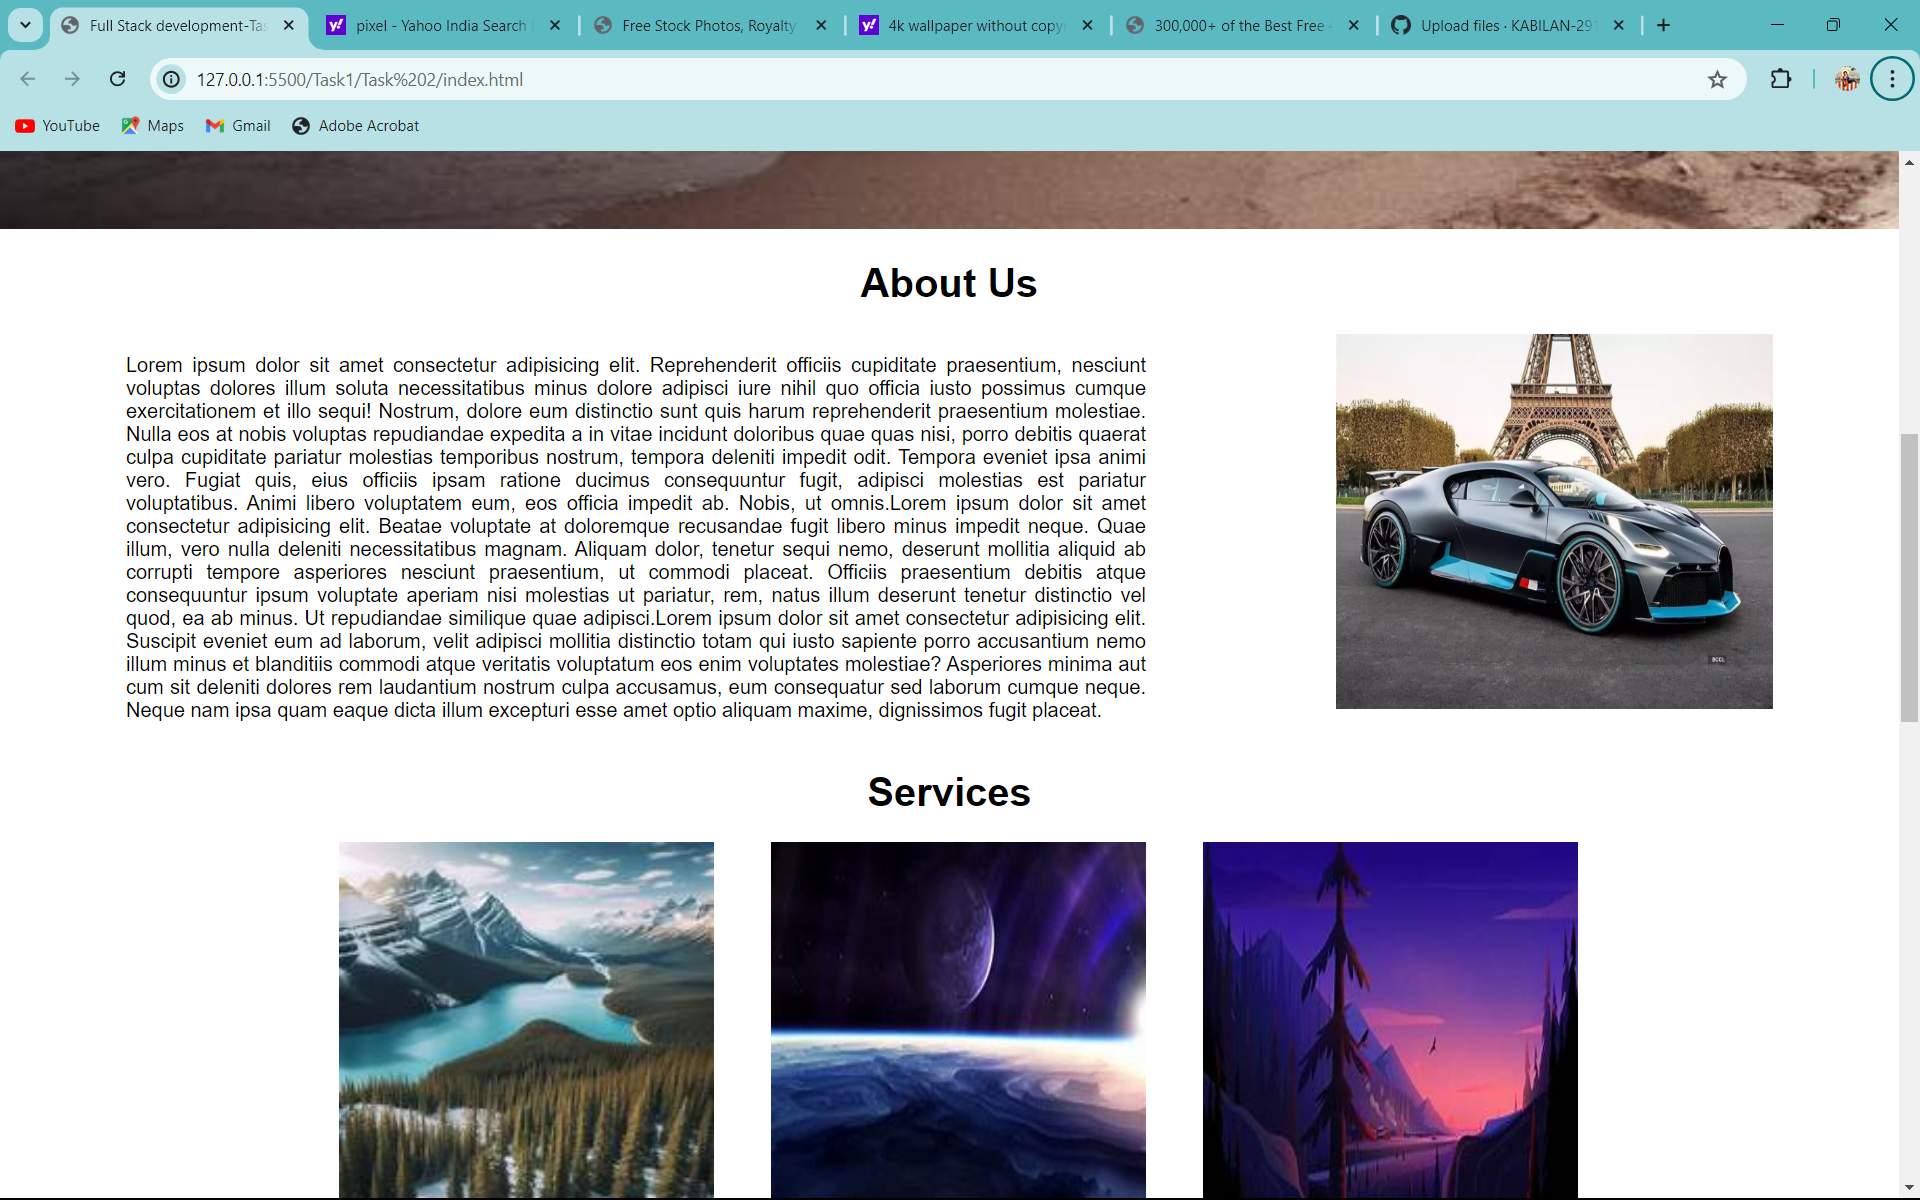 Full Stack development-Tas
pixel - Yahoo India Search
Free Stock Photos, Royalty
4k wallpaper without copy
300,000+ of the Best Free
Upload files · KABILAN-291
127.0.0.1:5500/Task1/Task%202/index.html
YouTube
Maps
Gmail
Adobe Acrobat
About Us
Lorem ipsum dolor sit amet consectetur adipisicing elit. Reprehenderit officiis cupiditate praesentium, nesciunt
voluptas dolores illum soluta necessitatibus minus dolore adipisci iure nihil quo officia iusto possimus cumque
exercitationem et illo sequi! Nostrum, dolore eum distinctio sunt quis harum reprehenderit praesentium molestiae.
Nulla eos at nobis voluptas repudiandae expedita a in vitae incidunt doloribus quae quas nisi, porro debitis quaerat
culpa cupiditate pariatur molestias temporibus nostrum, tempora deleniti impedit odit. Tempora eveniet ipsa animi
vero. Fugiat quis, eius officiis ipsam ratione ducimus consequuntur fugit, adipisci molestias est pariatur
voluptatibus. Animi libero voluptatem eum, eos officia impedit ab. Nobis, ut omnis.Lorem ipsum dolor sit amet
consectetur adipisicing elit. Beatae voluptate at doloremque recusandae fugit libero minus impedit neque. Quae
illum, vero nulla deleniti necessitatibus magnam. Aliquam dolor, tenetur sequi nemo, deserunt mollitia aliquid ab
corrupti tempore asperiores nesciunt praesentium, ut commodi placeat. Officiis praesentium debitis atque
consequuntur ipsum voluptate aperiam nisi molestias ut pariatur, rem, natus illum deserunt tenetur distinctio vel
quod, ea ab minus. Ut repudiandae similique quae adipisci.Lorem ipsum dolor sit amet consectetur adipisicing elit.
Suscipit eveniet eum ad laborum, velit adipisci mollitia distinctio totam qui iusto sapiente porro accusantium nemo
illum minus et blanditiis commodi atque veritatis voluptatum eos enim voluptates molestiae? Asperiores minima aut
cum sit deleniti dolores rem laudantium nostrum culpa accusamus, eum consequatur sed laborum cumque neque.
Neque nam ipsa quam eaque dicta illum excepturi esse amet optio aliquam maxime, dignissimos fugit placeat.
BCCL
Services